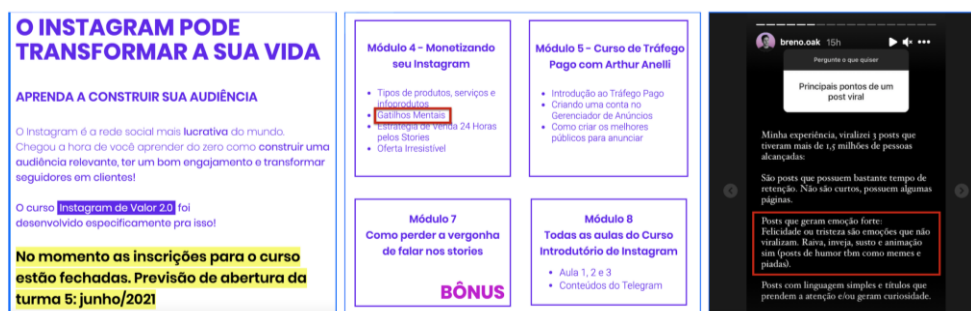 O INSTAGRAM PODE
TRANSFORMAR A SUA VIDA
APRENDA A CONSTRUIR SUA AUDIÊNCIA
O Instagram é a rede social mais lucrativa do mundo.
Chegou a hora de você aprender do zero como construir uma
audiência relevante, ter um bom engajamento e transformar
seguidores em clientes!
O curso Instagram de Valor 2.0 foi
desenvolvido especificamente pra isso!
No momento as inscrições para o curso
estão fechadas. Previsão de abertura da
turma 5: junho/2021
Módulo 4 - Monetizando
seu Instagram
• Tipos de produtos, serviços e
infoprodutos
• Gatilhos Mentais
• Estratégia de Venda 24 Horas
pelos Stories
• Oferta Irresistível
Módulo 5 - Curso de Tráfego
Pago com Arthur Anelli
• Introdução ao Tráfego Pago
• Criando uma conta no
Gerenciador de Anúncios
• Como criar os melhores
públicos para anunciar
Módulo 7
Como perder a vergonha
de falar nos stories
BÔNUS
Módulo 8
Todas as aulas do Curso
Introdutório de Instagram
• Aula 1, 2 e 3
• Conteúdos do Telegram
breno.oak 15h
Pergunte o que quiser
Principais pontos de um
post viral
Minha experiência, viralizei 3 posts que
tiveram mais de 1,5 milhões de pessoas
alcançadas:
São posts que possuem bastante tempo de
retenção. Não são curtos, possuem algumas
páginas.
Posts que geram emoção forte:
Felicidade ou tristeza são emoções que não
viralizam. Raiva, inveja, susto e animação
sim (posts de humor tbm como memes e
piadas).
Posts com linguagem simples e títulos que
prendem a atenção e/ou geram curiosidade.